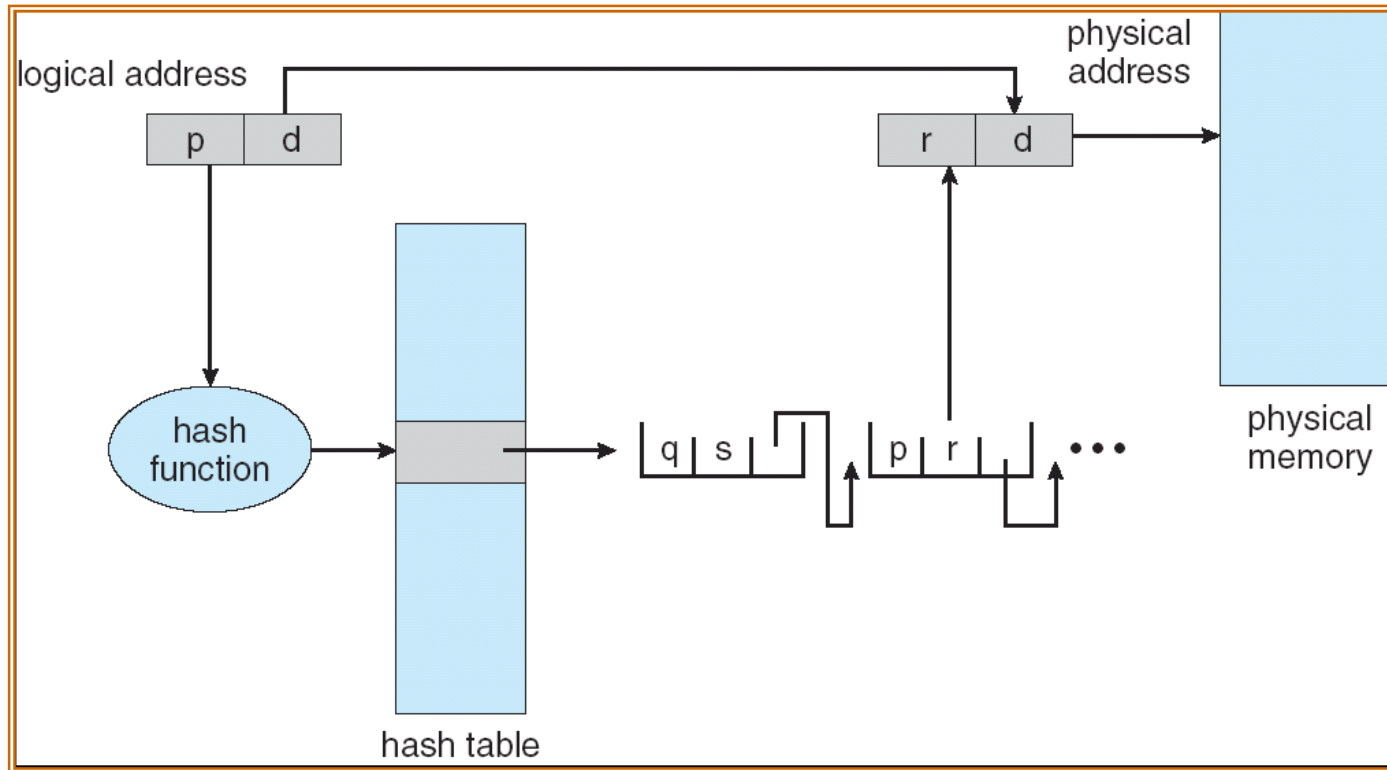 logical address
physical
address
p d
r d
hash
function
q s
p r
•••
physical
memory
hash table